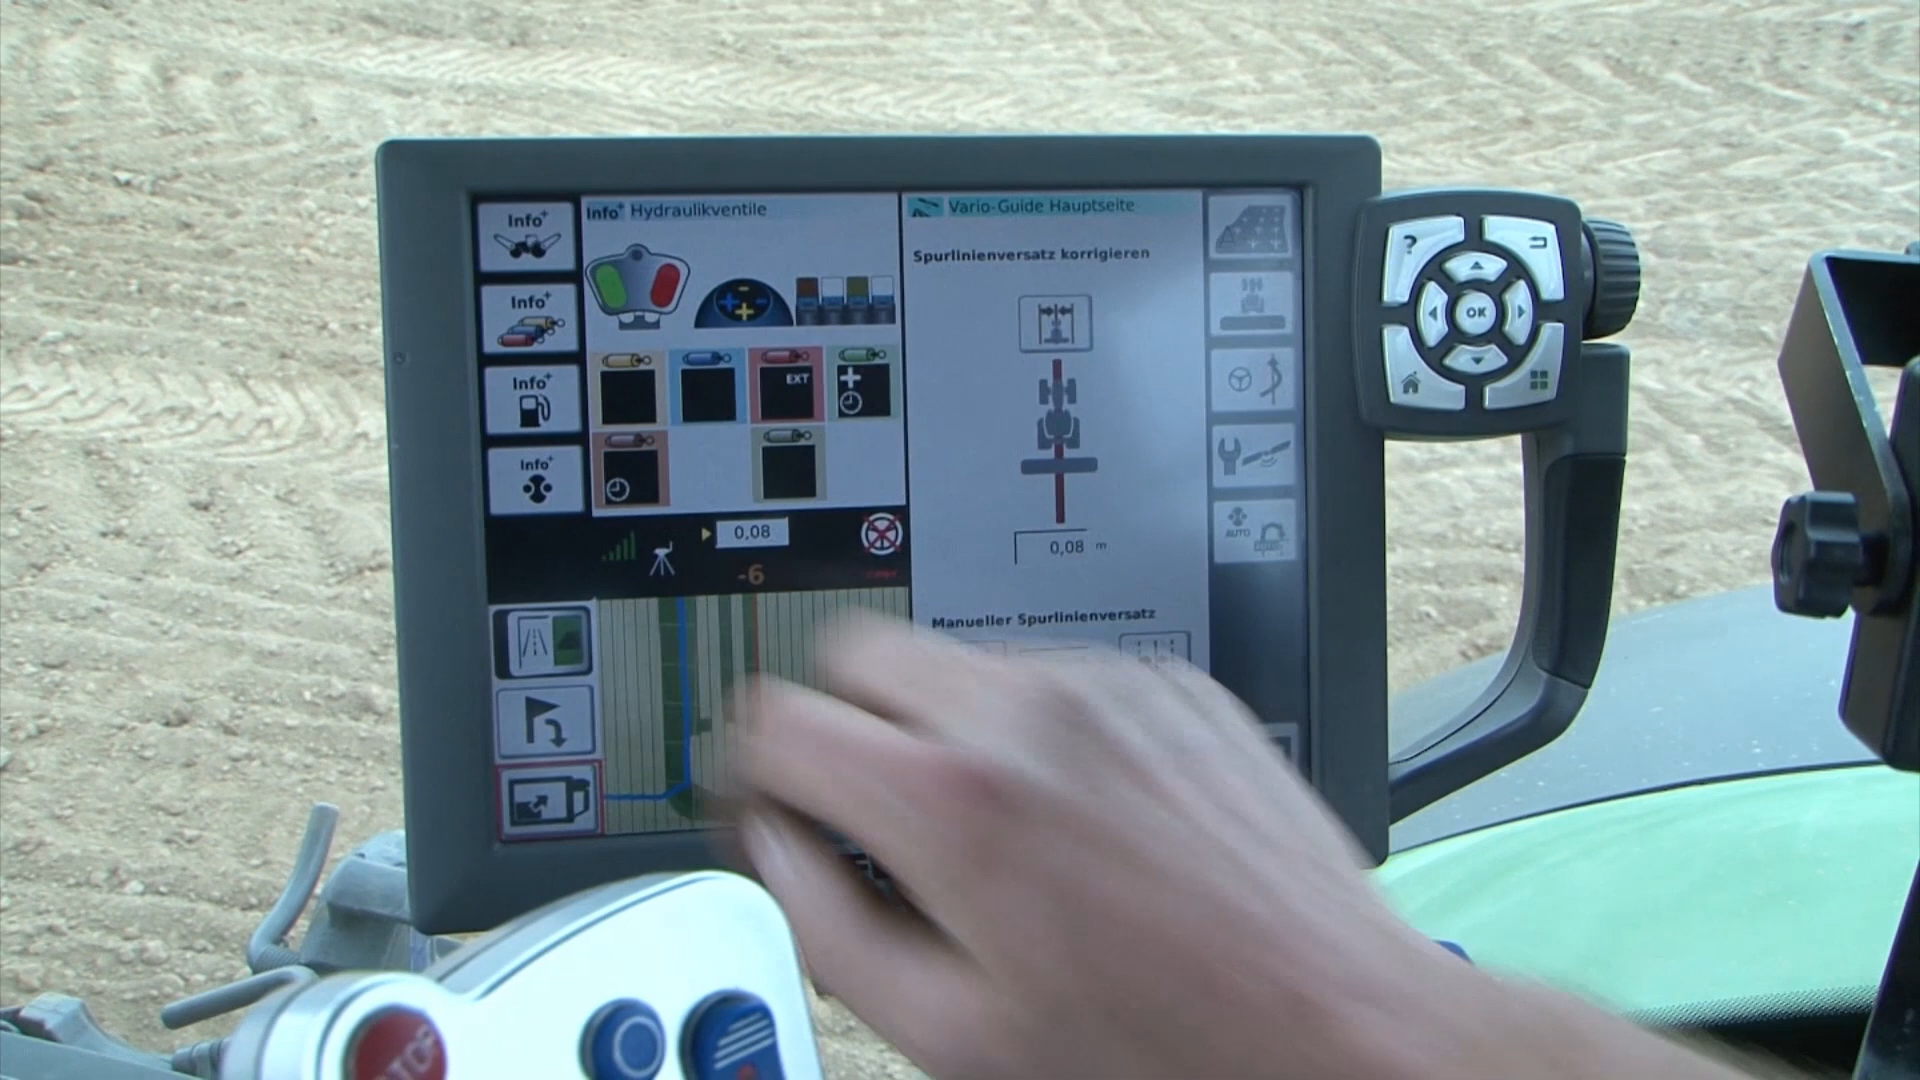 Info+
Info+ Hydraulikventile
Vario-Guide Hauptseite
Spurlinienversatz korrigieren
Info+
EXT
Info+
Info+
0,08
-6
0,08 m
Manueller Spurlinienversatz
AUTO
?
OK
STOP